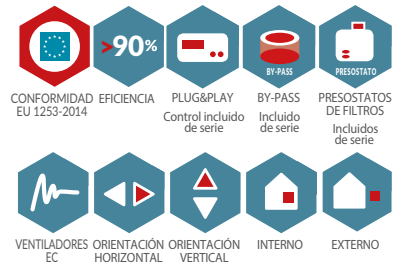 >90%
BY-PASS
PRESOSTATO
CONFORMIDAD
EU 1253-2014
EFICIENCIA
PLUG&PLAY
Control incluido
de serie
BY-PASS
Incluido
de serie
PRESOSTATOS
DE FILTROS
Incluidos
de serie
VENTILADORES
EC
ORIENTACIÓN
HORIZONTAL
ORIENTACIÓN
VERTICAL
INTERNO
EXTERNO